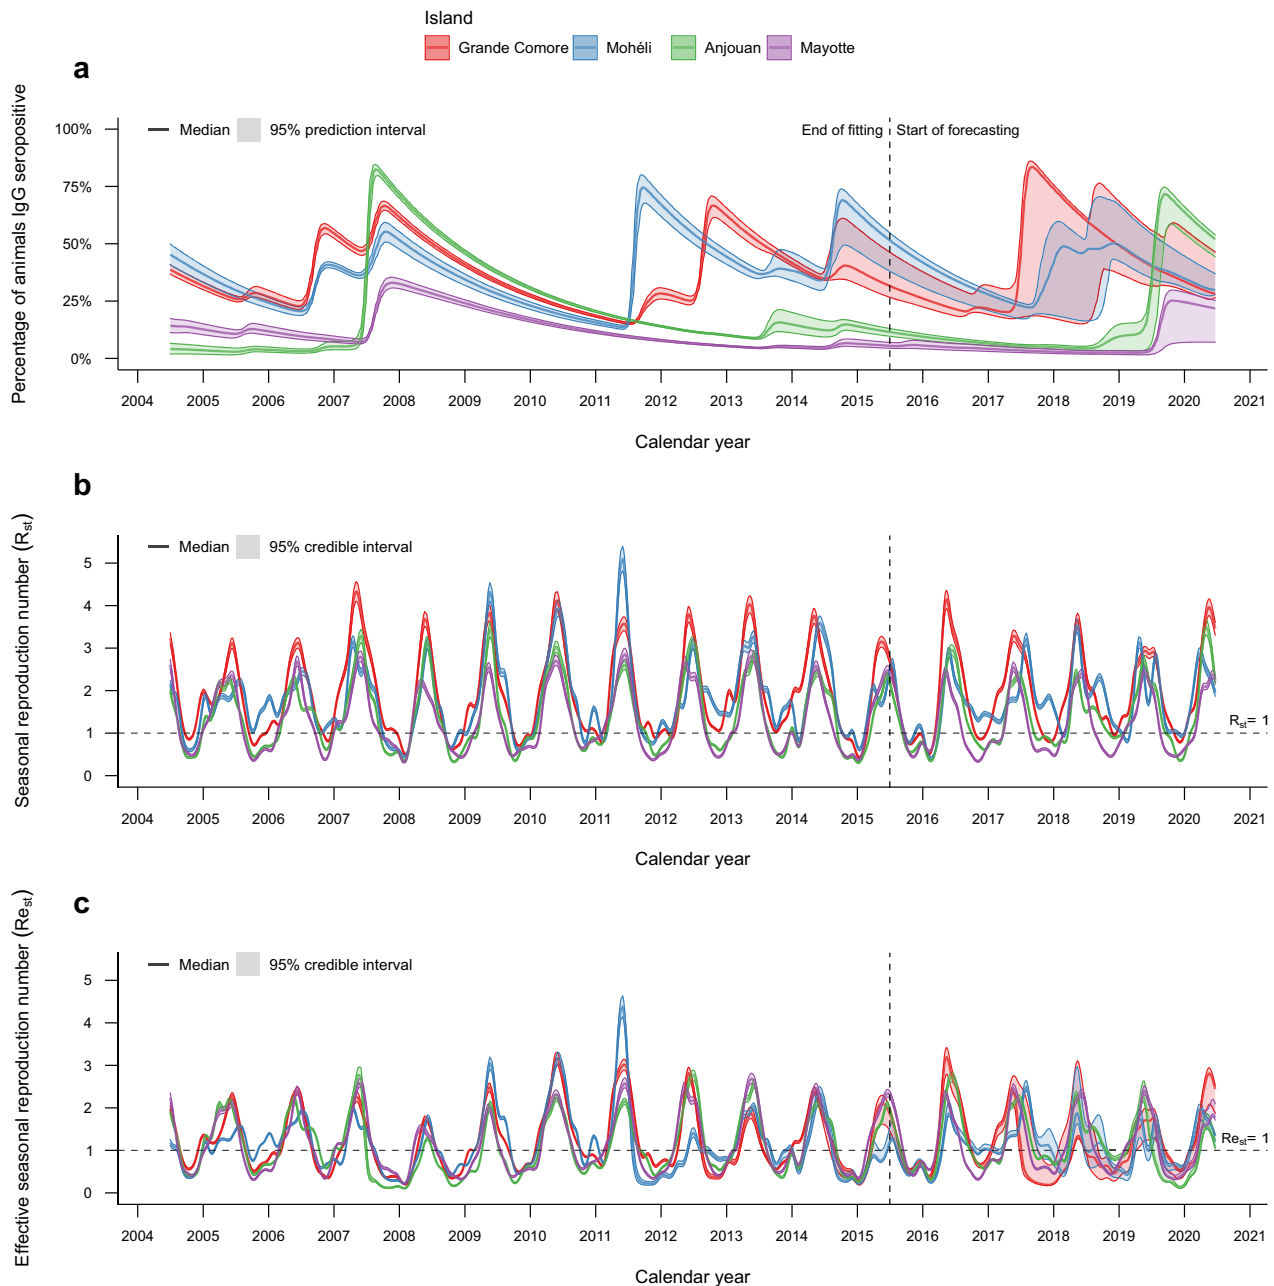 Island
Grande Comore Mohéli Anjouan Mayotte
a
Percentage of animals IgG seropositive
Median 95% prediction interval
End of fitting Start of forecasting
100%
75%
50%
25%
0%
2004 2005 2006 2007 2008 2009 2010 2011 2012 2013 2014 2015 2016 2017 2018 2019 2020 2021
Calendar year
b
Seasonal reproduction number (Rst)
Median 95% credible interval
5
4
3
2
1
0
Rst= 1
2004 2005 2006 2007 2008 2009 2010 2011 2012 2013 2014 2015 2016 2017 2018 2019 2020 2021
Calendar year
c
Effective seasonal reproduction number (Rest)
Median 95% credible interval
5
4
3
2
1
0
Rest= 1
2004 2005 2006 2007 2008 2009 2010 2011 2012 2013 2014 2015 2016 2017 2018 2019 2020 2021
Calendar year